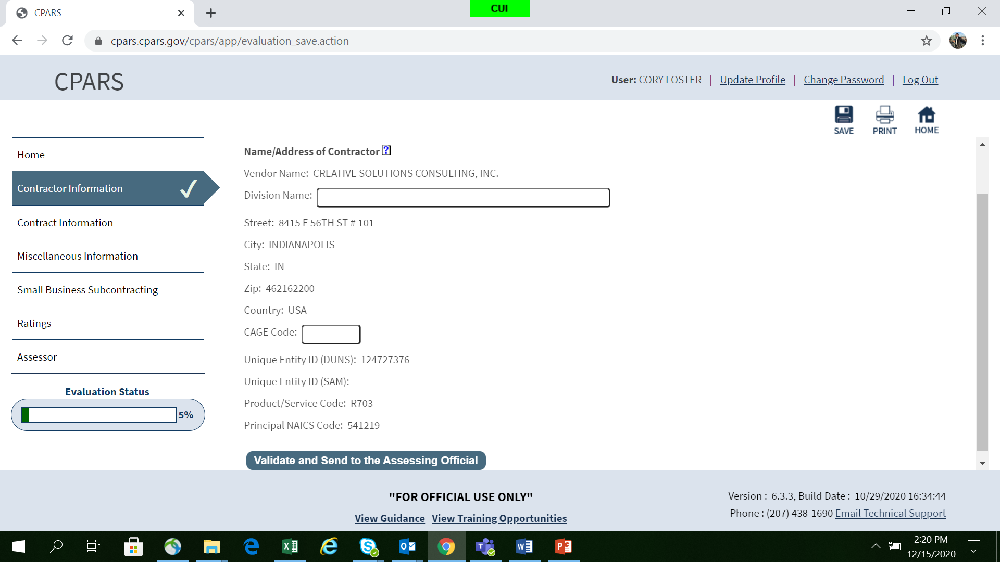 CPARS
CUI
cpars.cpars.gov/cpars/app/evaluation_save.action
CPARS
User: CORY FOSTER | Update Profile | Change Password | Log Out
SAVE PRINT HOME
Home
Contractor Information
Contract Information
Miscellaneous Information
Small Business Subcontracting
Ratings
Assessor
Evaluation Status
5%
Name/Address of Contractor ?
Vendor Name: CREATIVE SOLUTIONS CONSULTING, INC.
Division Name:
Street: 8415 E 56TH ST # 101
City: INDIANAPOLIS
State: IN
Zip: 462162200
Country: USA
CAGE Code:
Unique Entity ID (DUNS): 124727376
Unique Entity ID (SAM):
Product/Service Code: R703
Principal NAICS Code: 541219
Validate and Send to the Assessing Official
"FOR OFFICIAL USE ONLY"
View Guidance View Training Opportunities
Version : 6.3.3, Build Date : 10/29/2020 16:34:44
Phone : (207) 438-1690 Email Technical Support
2:20 PM
12/15/2020